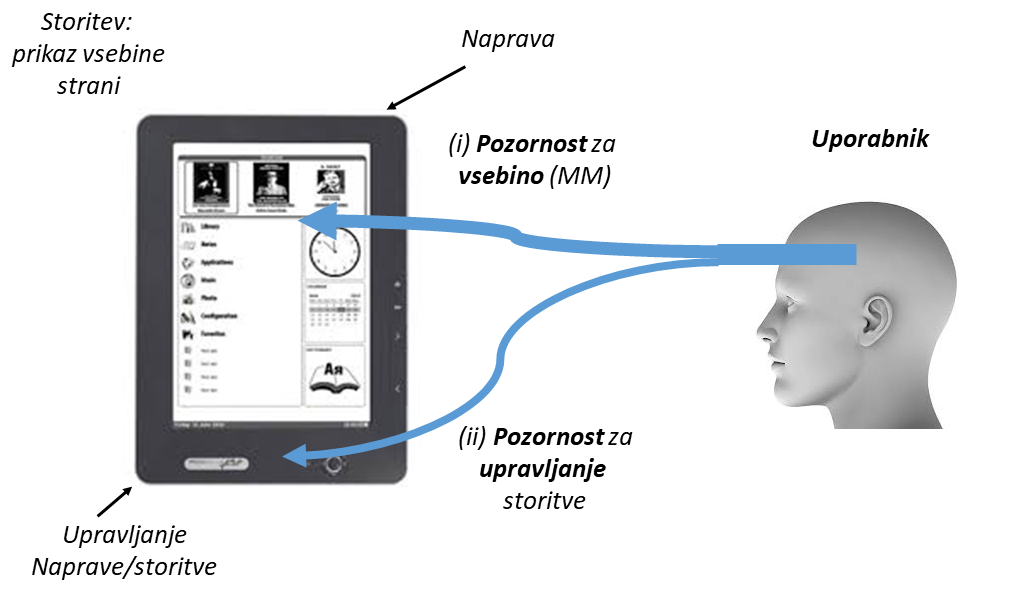 Storitev:
prikaz vsebine
strani
Naprava
(i) Pozornost za
vsebino (MM)
Uporabnik
Library
Notes
Applications
Music
Photo
Configuration
Favorites
Ая
(ii) Pozornost za
upravljanje
storitve
Upravljanje
Naprave/storitve